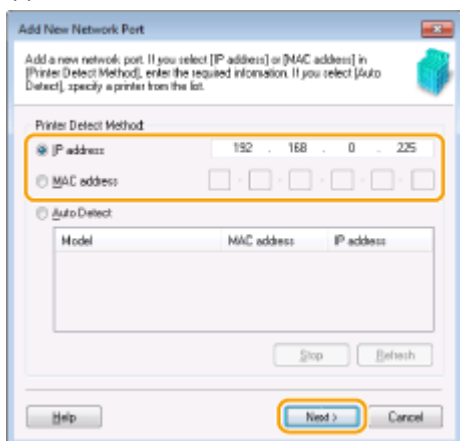 Add New Network Port
Add a new network port. If you select [IP address] or [MAC address] in
[Printer Detect Method], enter the required information. If you select [Auto
Detect], specify a printer from the list.
Printer Detect Method:
IP address 192 . 168 . 0 . 225
MAC address - - - - -
Auto Detect
Model MAC address IP address
Stop Refresh
Help Next > Cancel